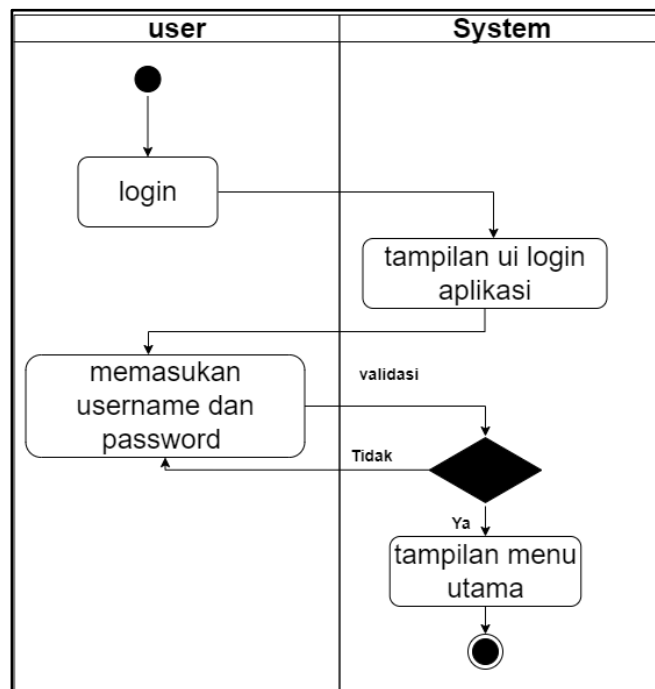 user
System
login
tampilan ui login
aplikasi
memasukan
username dan
password
validasi
Tidak
Ya
tampilan menu
utama